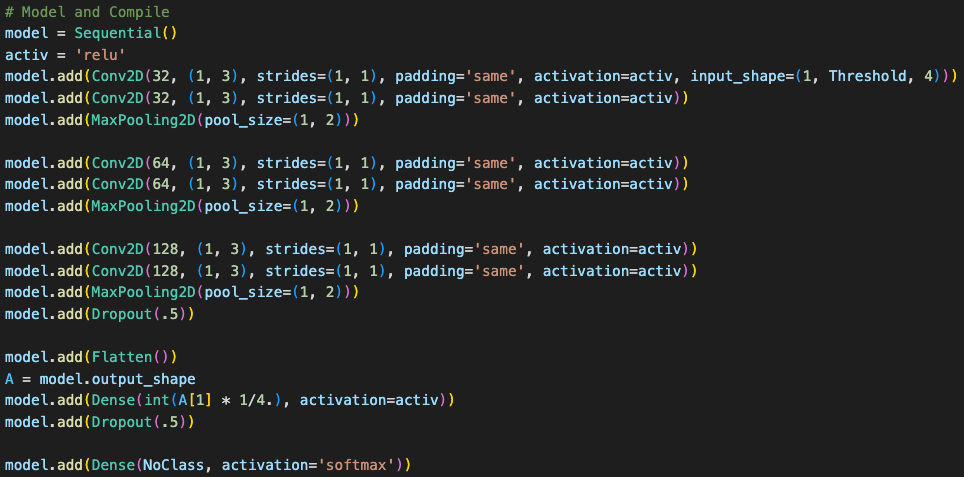 # Model and Compile
model = Sequential()
activ = 'relu'
model.add(Conv2D(32, (1, 3), strides=(1, 1), padding='same', activation=activ, input_shape=(1, Threshold, 4)))
model.add(Conv2D(32, (1, 3), strides=(1, 1), padding='same', activation=activ))
model.add(MaxPooling2D(pool_size=(1, 2)))

model.add(Conv2D(64, (1, 3), strides=(1, 1), padding='same', activation=activ))
model.add(Conv2D(64, (1, 3), strides=(1, 1), padding='same', activation=activ))
model.add(MaxPooling2D(pool_size=(1, 2)))

model.add(Conv2D(128, (1, 3), strides=(1, 1), padding='same', activation=activ))
model.add(Conv2D(128, (1, 3), strides=(1, 1), padding='same', activation=activ))
model.add(MaxPooling2D(pool_size=(1, 2)))
model.add(Dropout(.5))

model.add(Flatten())
A = model.output_shape
model.add(Dense(int(A[1] * 1/4.), activation=activ))
model.add(Dropout(.5))

model.add(Dense(NoClass, activation='softmax'))